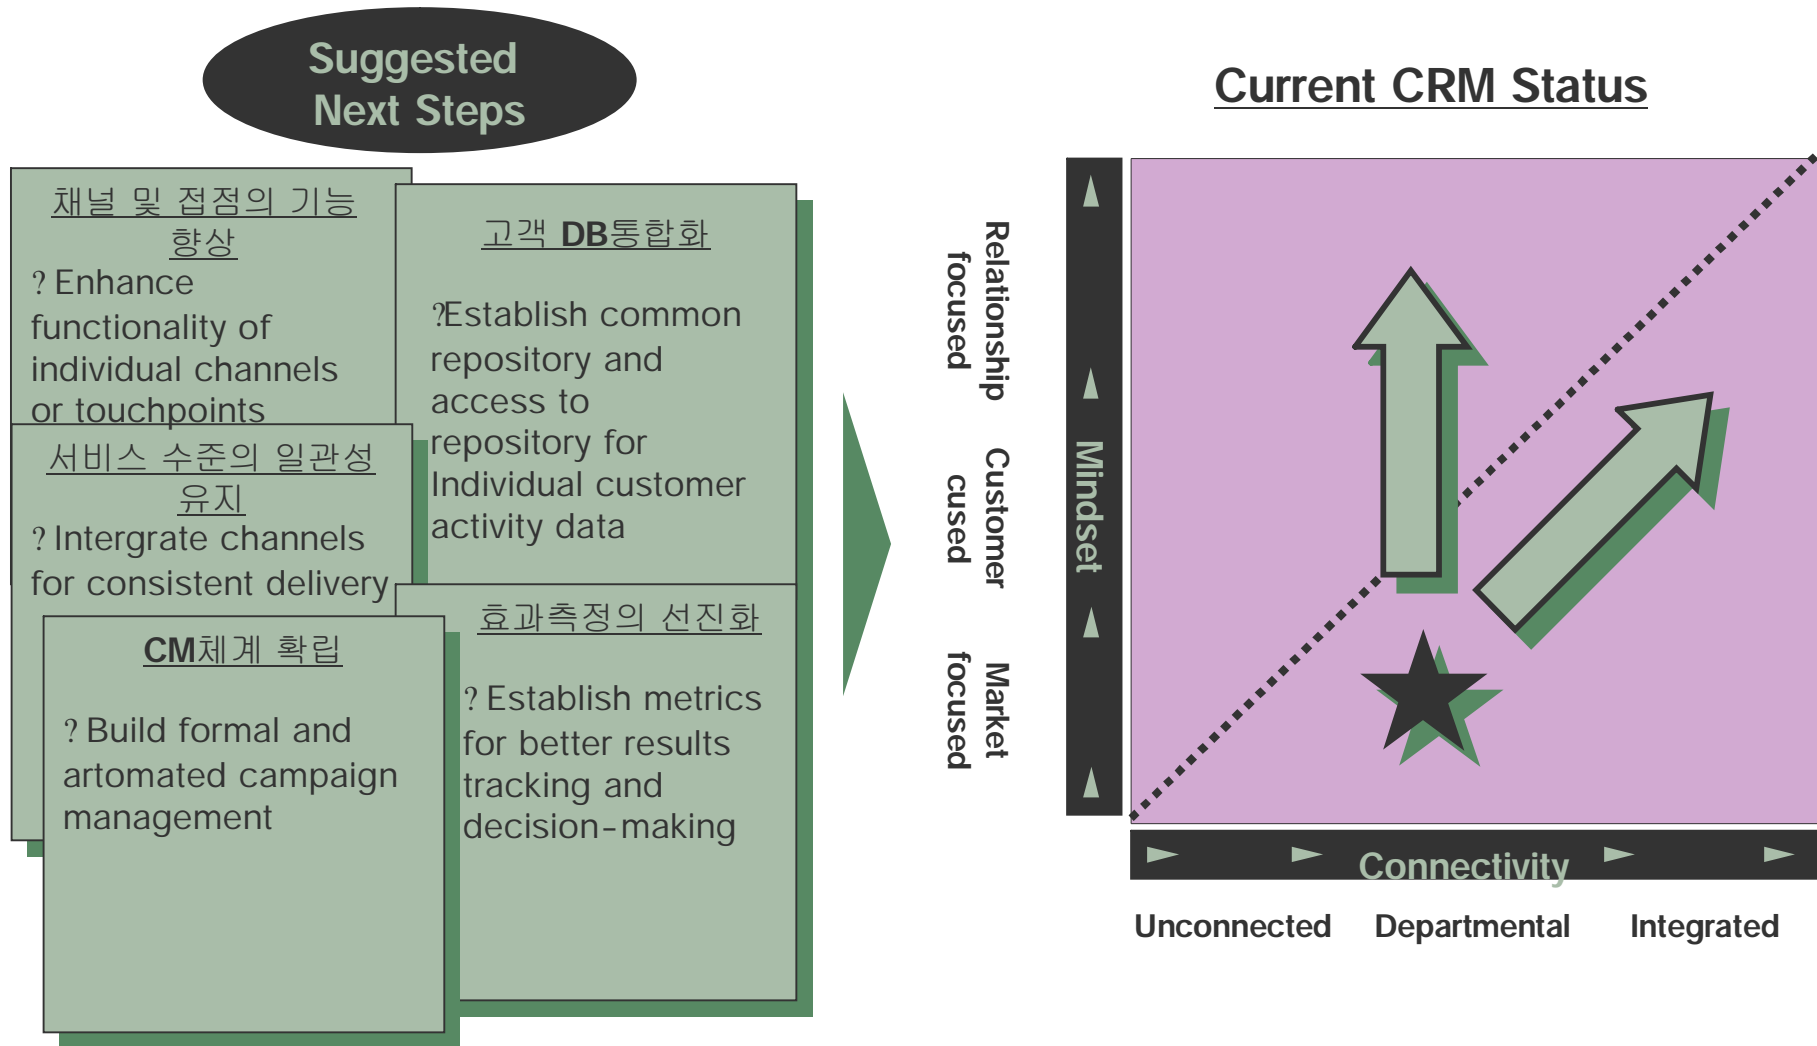 Suggested
Next Steps
채널 및 접점의 기능
향상
? Enhance
functionality of
individual channels
or touchpoints
서비스 수준의 일관성
유지
? Intergrate channels
for consistent delivery
CM체계 확립
? Build formal and
artomated campaign
management
고객 DB통합화
?Establish common
repository and
access to
repository for
Individual customer
activity data
효과측정의 선진화
? Establish metrics
for better results
tracking and
decision-making
Current CRM Status
Relationship
focused
Customer
cused
Market
focused
Mindset
Connectivity
Unconnected Departmental Integrated